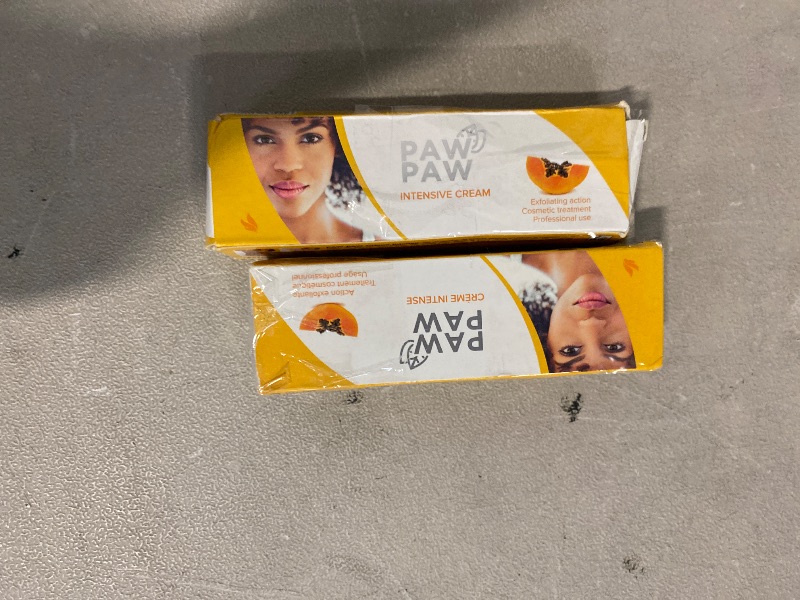 PAW
PAW
INTENSIVE CREAM
Exfoliating action
Cosmetic treatment
Professional use
PAW
PAW
CRÈME INTENSE
Action exfoliante
Traitement cosmétique
Usage professionnel